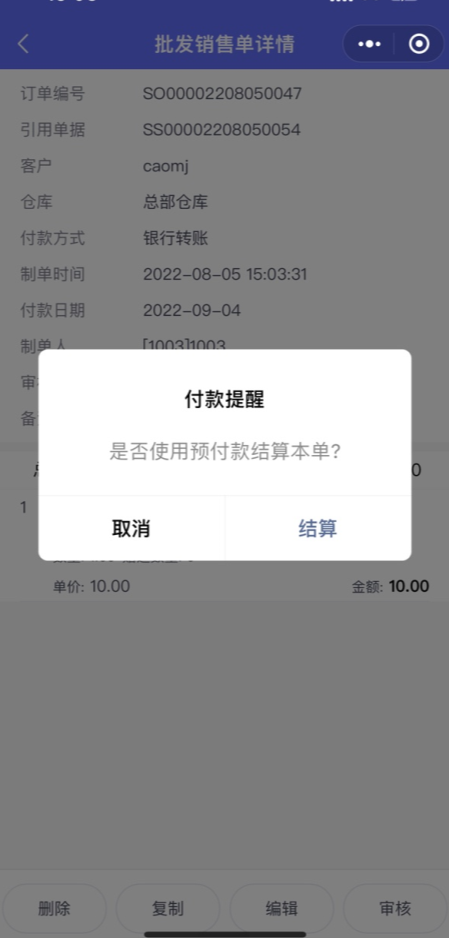 批发销售单详情
订单编号 SO00002208050047
引用单据 SS00002208050054
客户 caomj
仓库 总部仓库
付款方式 银行转账
制单时间 2022-08-05 15:03:31
付款日期 2022-09-04
制单人 [1003]1003
审
备
付款提醒
是否使用预付款结算本单?
0
1
取消 结算
单价: 10.00 金额: 10.00
删除 复制 编辑 审核